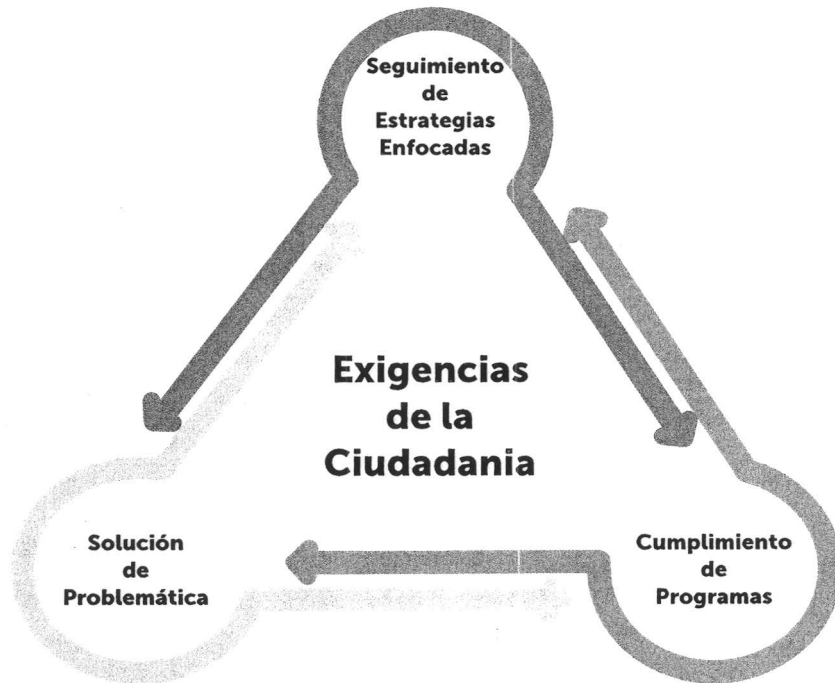 Seguimiento
de
Estrategias
Enfocadas
Exigencias
de la
Ciudadania
Solución
de
Problemática
Cumplimiento
de
Programas